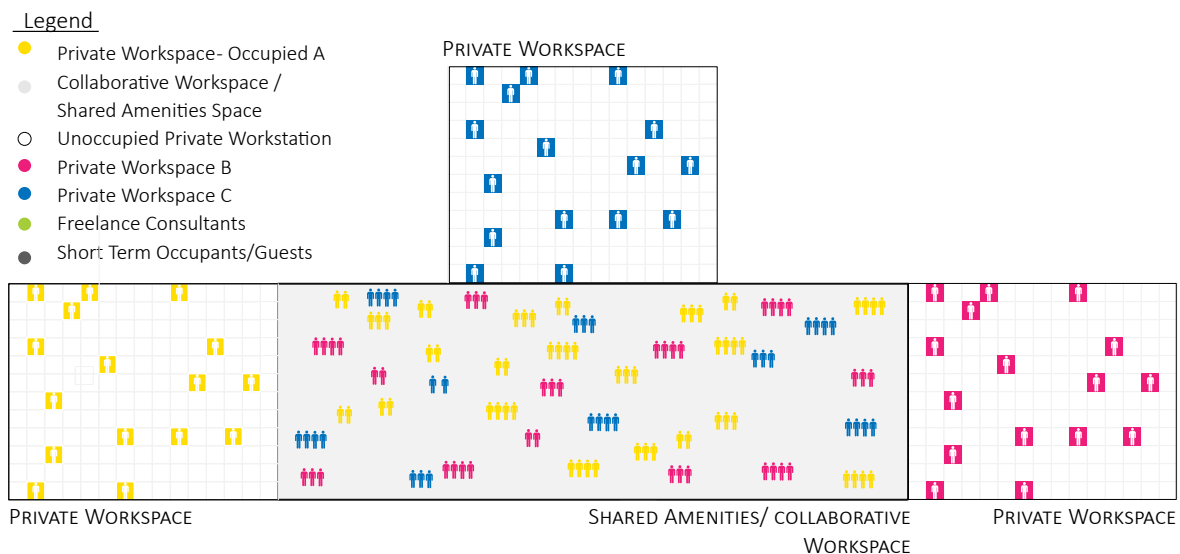 Legend
Private Workspace- Occupied A
Collaborative Workspace /
Shared Amenities Space
Unoccupied Private Workstation
Private Workspace B
Private Workspace C
Freelance Consultants
Short Term Occupants/Guests
Private Workspace
Private Workspace
Shared Amenities/ collaborative
Workspace
Private Workspace